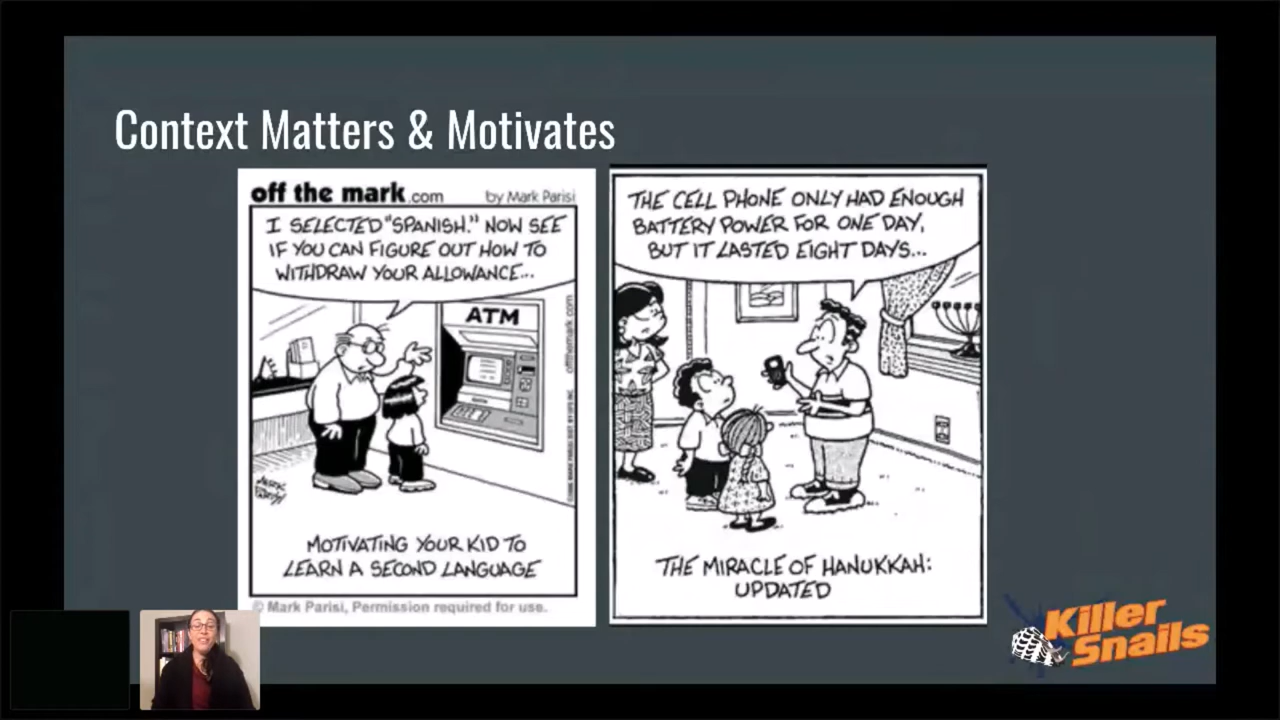 Context Matters & Motivates
off the mark.com by Mark Parisi
I SELECTED "SPANISH." NOW SEE
IF YOU CAN FIGURE OUT HOW TO
WITHDRAW YOUR ALLOWANCE...
ATM
offthemark.com
MOTIVATING YOUR KID TO
LEARN A SECOND LANGUAGE
© Mark Parisi, Permission required for use.
THE CELL PHONE ONLY HAD ENOUGH
BATTERY POWER FOR ONE DAY,
BUT IT LASTED EIGHT DAYS...
THE MIRACLE OF HANUKKAH:
UPDATED
Killer
Snails